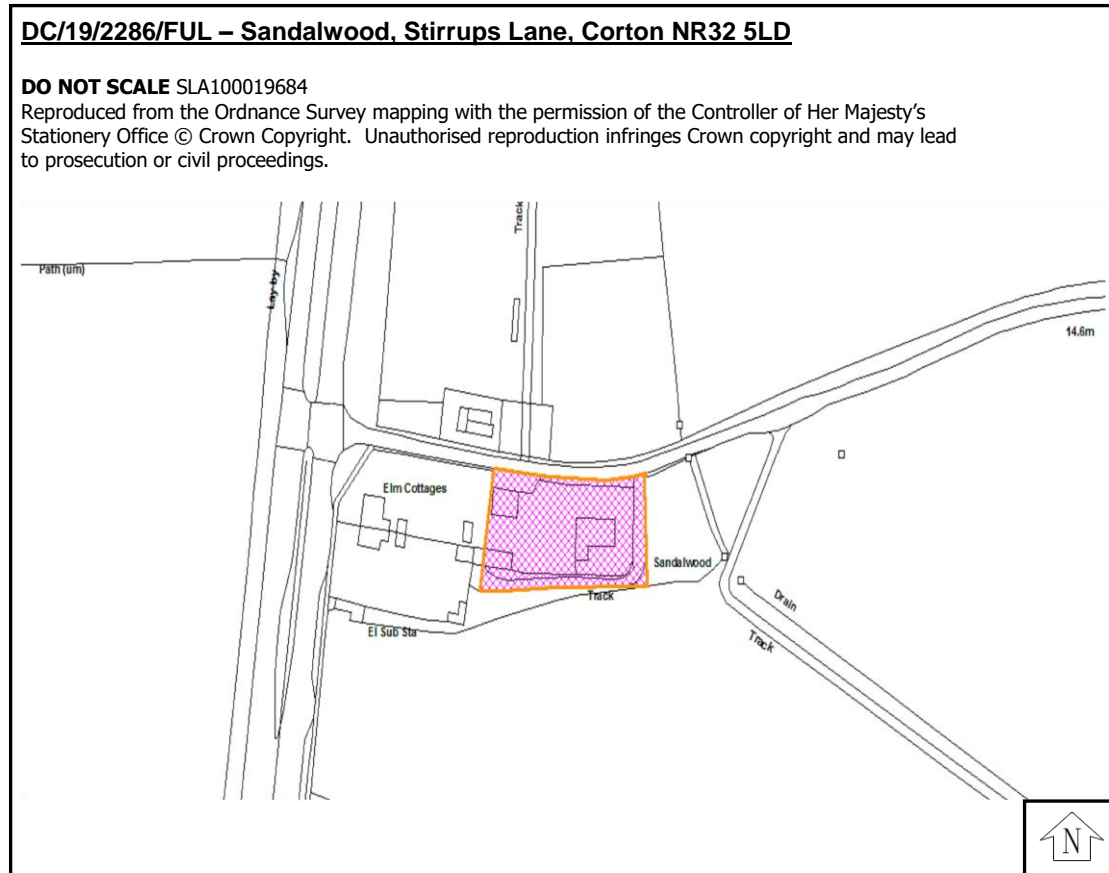 DC/19/2286/FUL – Sandalwood, Stirrups Lane, Corton NR32 5LD
DO NOT SCALE SLA100019684
Reproduced from the Ordnance Survey mapping with the permission of the Controller of Her Majesty's
Stationery Office © Crown Copyright. Unauthorised reproduction infringes Crown copyright and may lead
to prosecution or civil proceedings.
Track
Path (um)
Lay-by
14.6m
Elm Cottages
Sandalwood
Track
Drain
El Sub Sta
Track
N